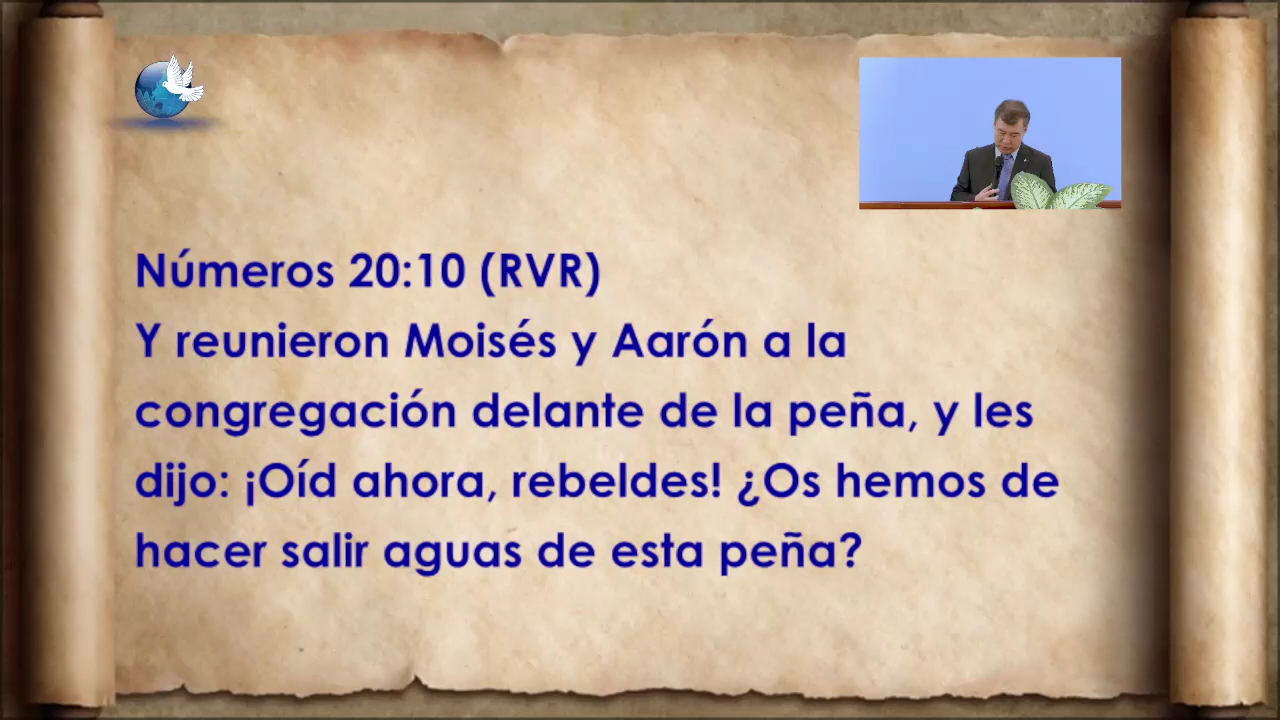 Números 20:10 (RVR)
Y reunieron Moisés y Aarón a la
congregación delante de la peña, y les
dijo: ¡Oíd ahora, rebeldes! ¿Os hemos de
hacer salir aguas de esta peña?